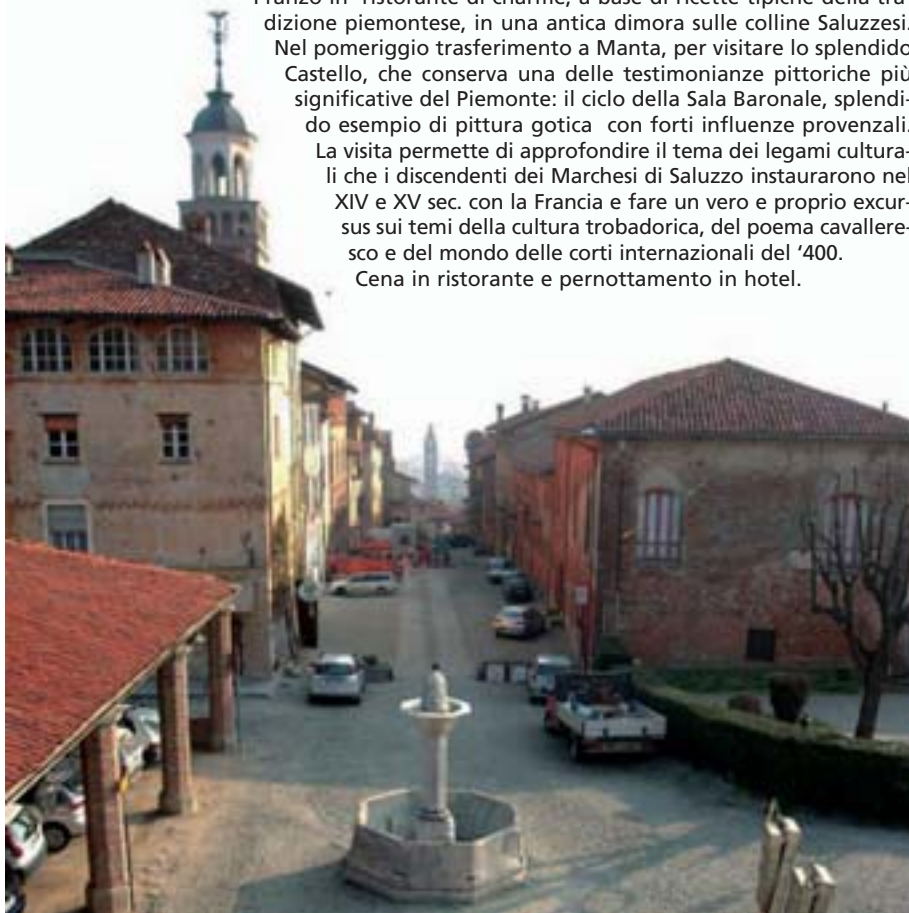 Pranzo in ristorante di charme, a base di ricette tipiche della tra-
dizione piemontese, in una antica dimora sulle colline Saluzzesi.
Nel pomeriggio trasferimento a Manta, per visitare lo splendido
Castello, che conserva una delle testimonianze pittoriche più
significative del Piemonte: il ciclo della Sala Baronale, splendi-
do esempio di pittura gotica con forti influenze provenzali.
La visita permette di approfondire il tema dei legami cultura-
li che i discendenti dei Marchesi di Saluzzo instaurarono nel
XIV e XV sec. con la Francia e fare un vero e proprio excur-
sus sui temi della cultura trobadorica, del poema cavallere-
sco e del mondo delle corti internazionali del ‘400.
Cena in ristorante e pernottamento in hotel.